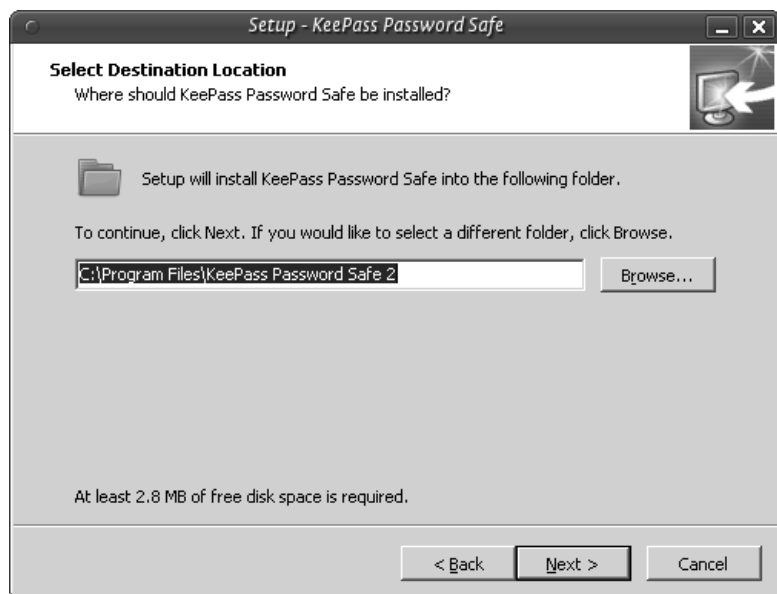 Setup - KeePass Password Safe
Select Destination Location
Where should KeePass Password Safe be installed?
Setup will install KeePass Password Safe into the following folder.
To continue, click Next. If you would like to select a different folder, click Browse.
C:\Program Files\KeePass Password Safe 2
Browse...
At least 2.8 MB of free disk space is required.
< Back Next > Cancel